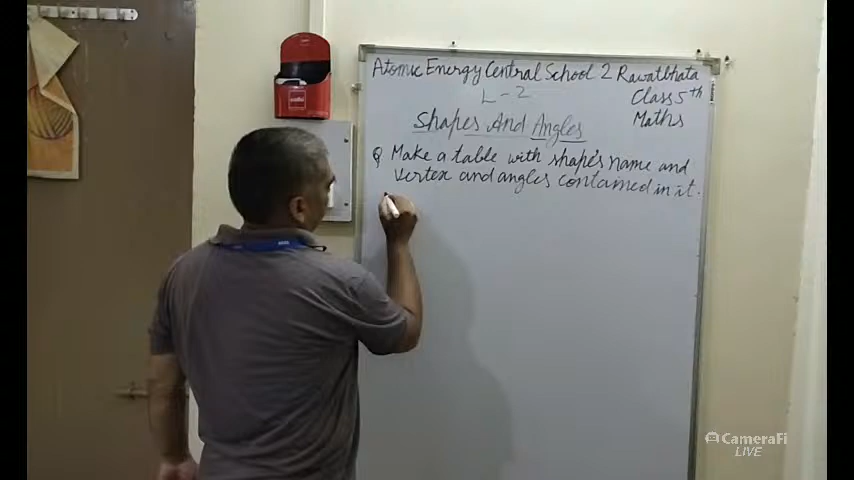 Atomic Energy Central School 2 Rawatbhata
L - 2
Class 5th
Shapes And Angles
Maths
Q Make a table with shape's name and
vertex and angles contained in it.
CameraFi
LIVE